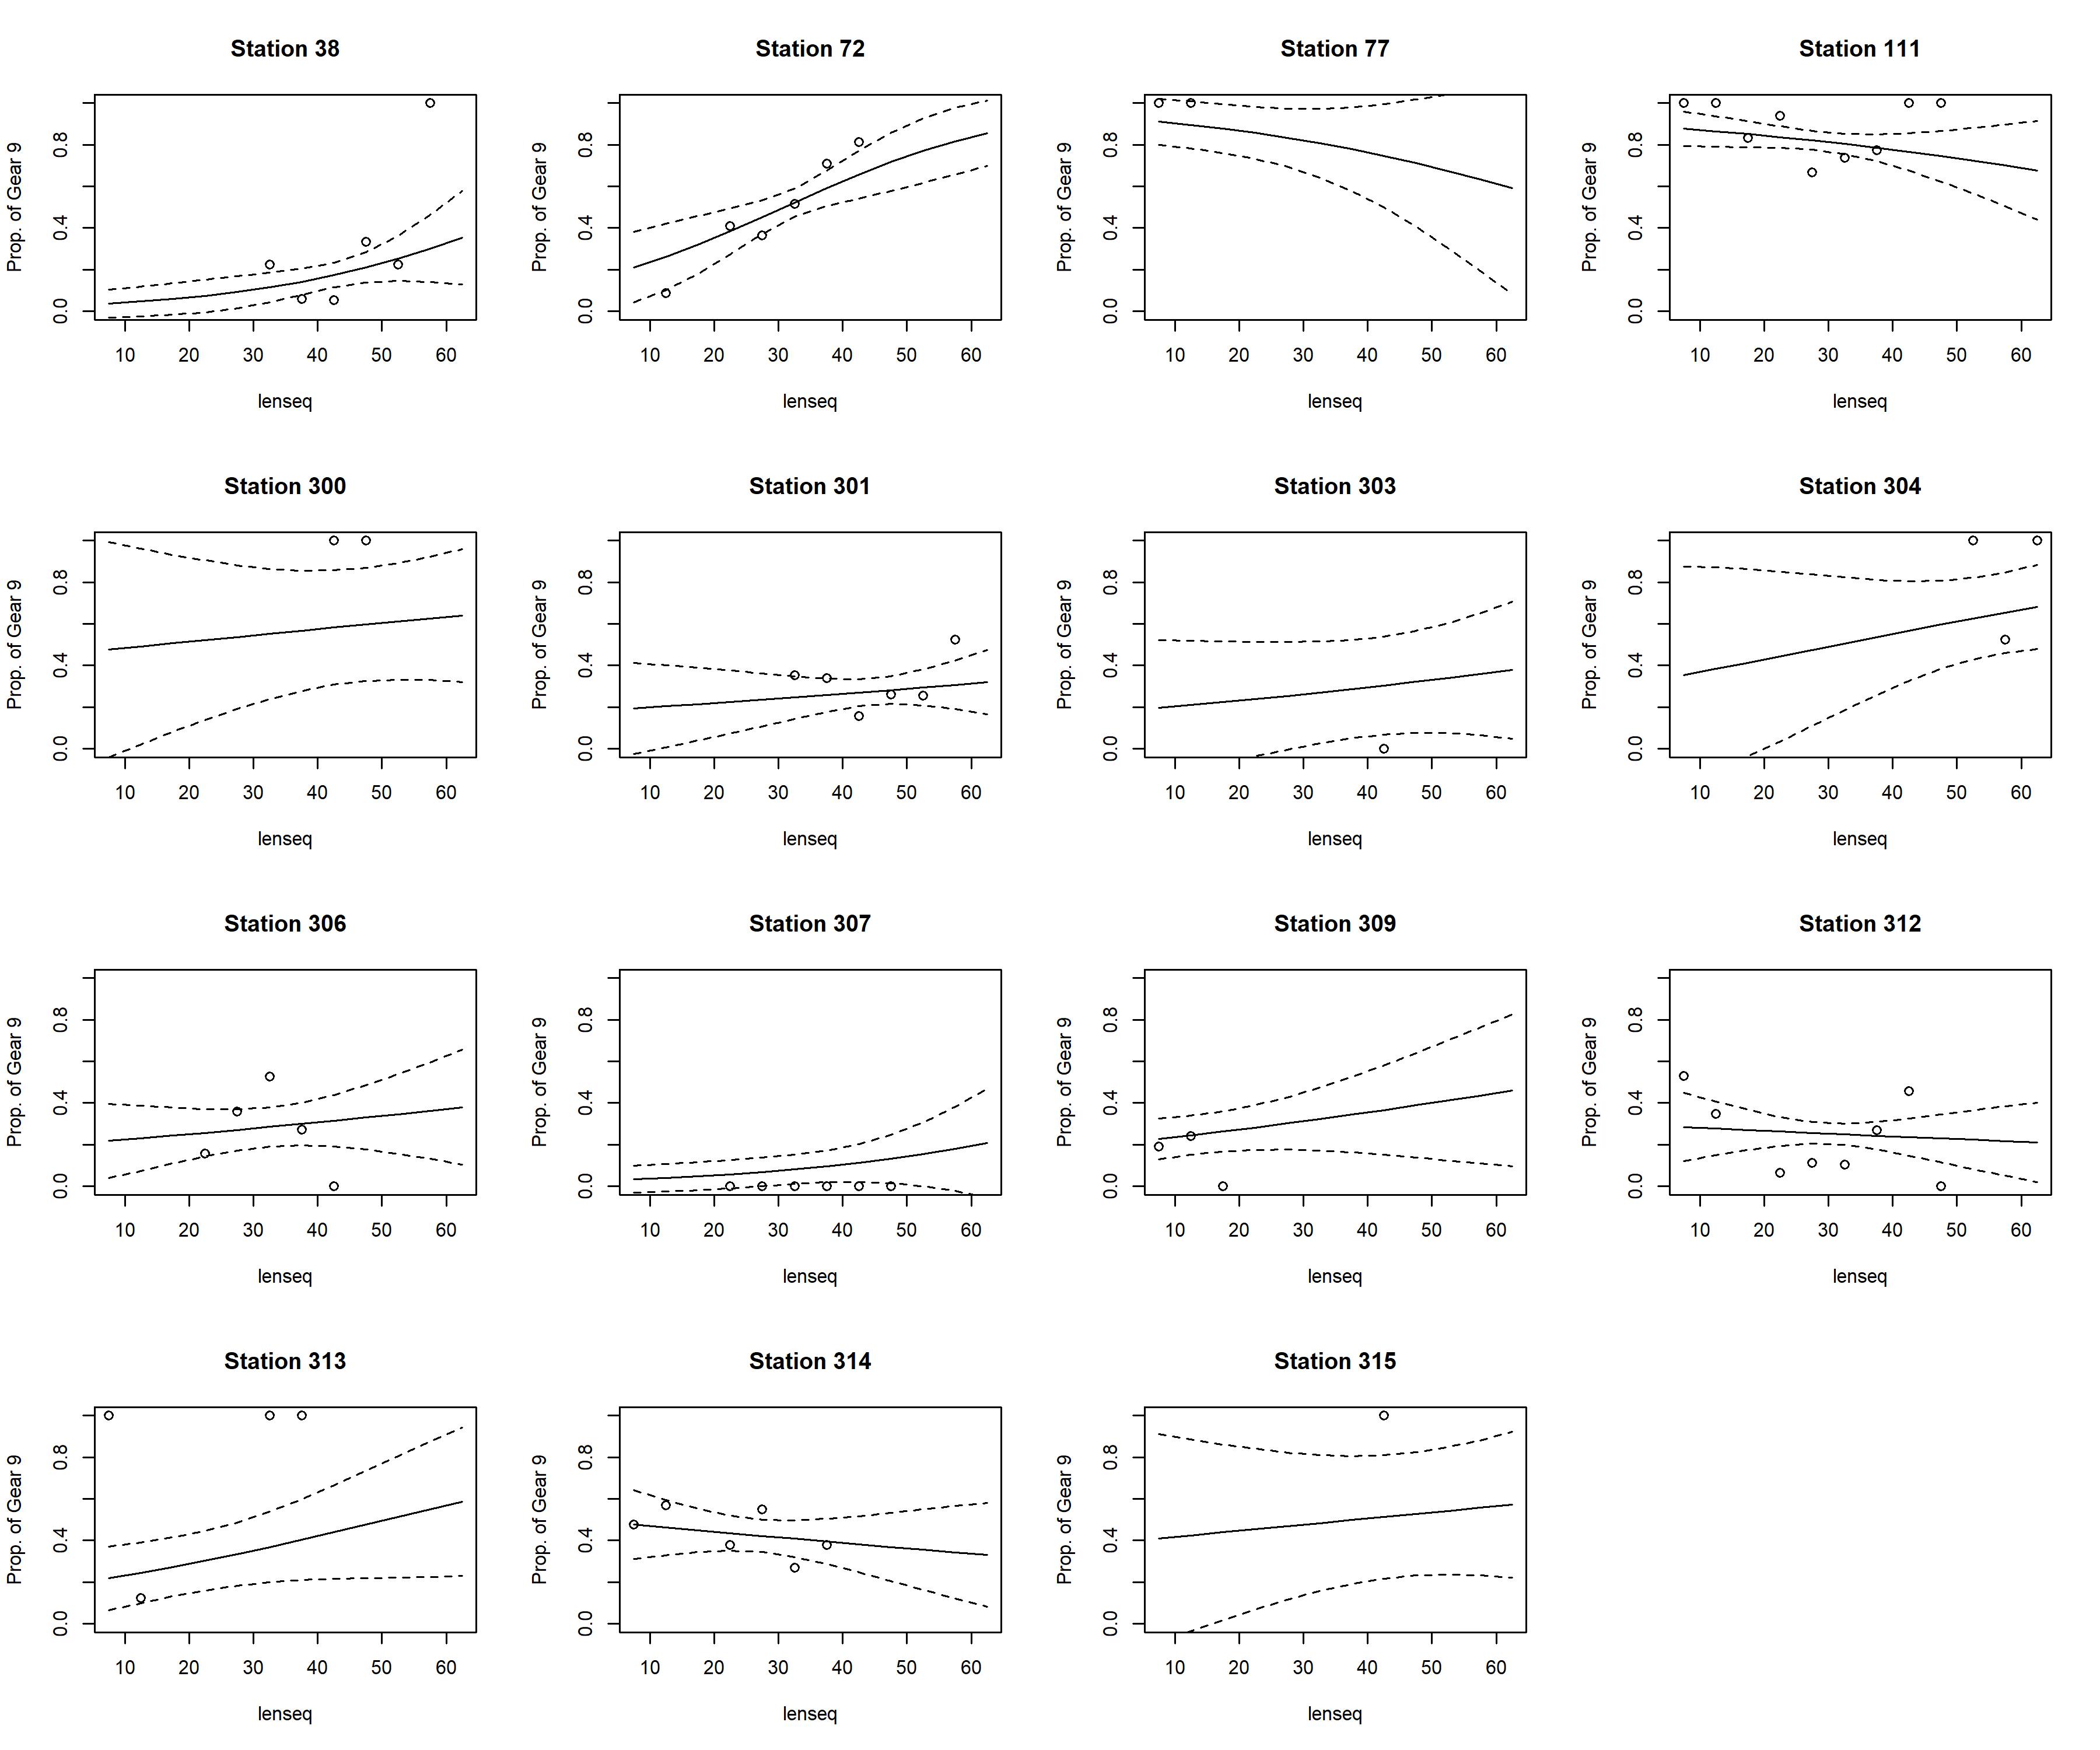 Station 38
Prop. of Gear 9
0.0 0.4 0.8
10 20 30 40 50 60
lenseq
Station 72
Prop. of Gear 9
0.0 0.4 0.8
10 20 30 40 50 60
lenseq
Station 77
Prop. of Gear 9
0.0 0.4 0.8
10 20 30 40 50 60
lenseq
Station 111
Prop. of Gear 9
0.0 0.4 0.8
10 20 30 40 50 60
lenseq
Station 300
Prop. of Gear 9
0.0 0.4 0.8
10 20 30 40 50 60
lenseq
Station 301
Prop. of Gear 9
0.0 0.4 0.8
10 20 30 40 50 60
lenseq
Station 303
Prop. of Gear 9
0.0 0.4 0.8
10 20 30 40 50 60
lenseq
Station 304
Prop. of Gear 9
0.0 0.4 0.8
10 20 30 40 50 60
lenseq
Station 306
Prop. of Gear 9
0.0 0.4 0.8
10 20 30 40 50 60
lenseq
Station 307
Prop. of Gear 9
0.0 0.4 0.8
10 20 30 40 50 60
lenseq
Station 309
Prop. of Gear 9
0.0 0.4 0.8
10 20 30 40 50 60
lenseq
Station 312
Prop. of Gear 9
0.0 0.4 0.8
10 20 30 40 50 60
lenseq
Station 313
Prop. of Gear 9
0.0 0.4 0.8
10 20 30 40 50 60
lenseq
Station 314
Prop. of Gear 9
0.0 0.4 0.8
10 20 30 40 50 60
lenseq
Station 315
Prop. of Gear 9
0.0 0.4 0.8
10 20 30 40 50 60
lenseq